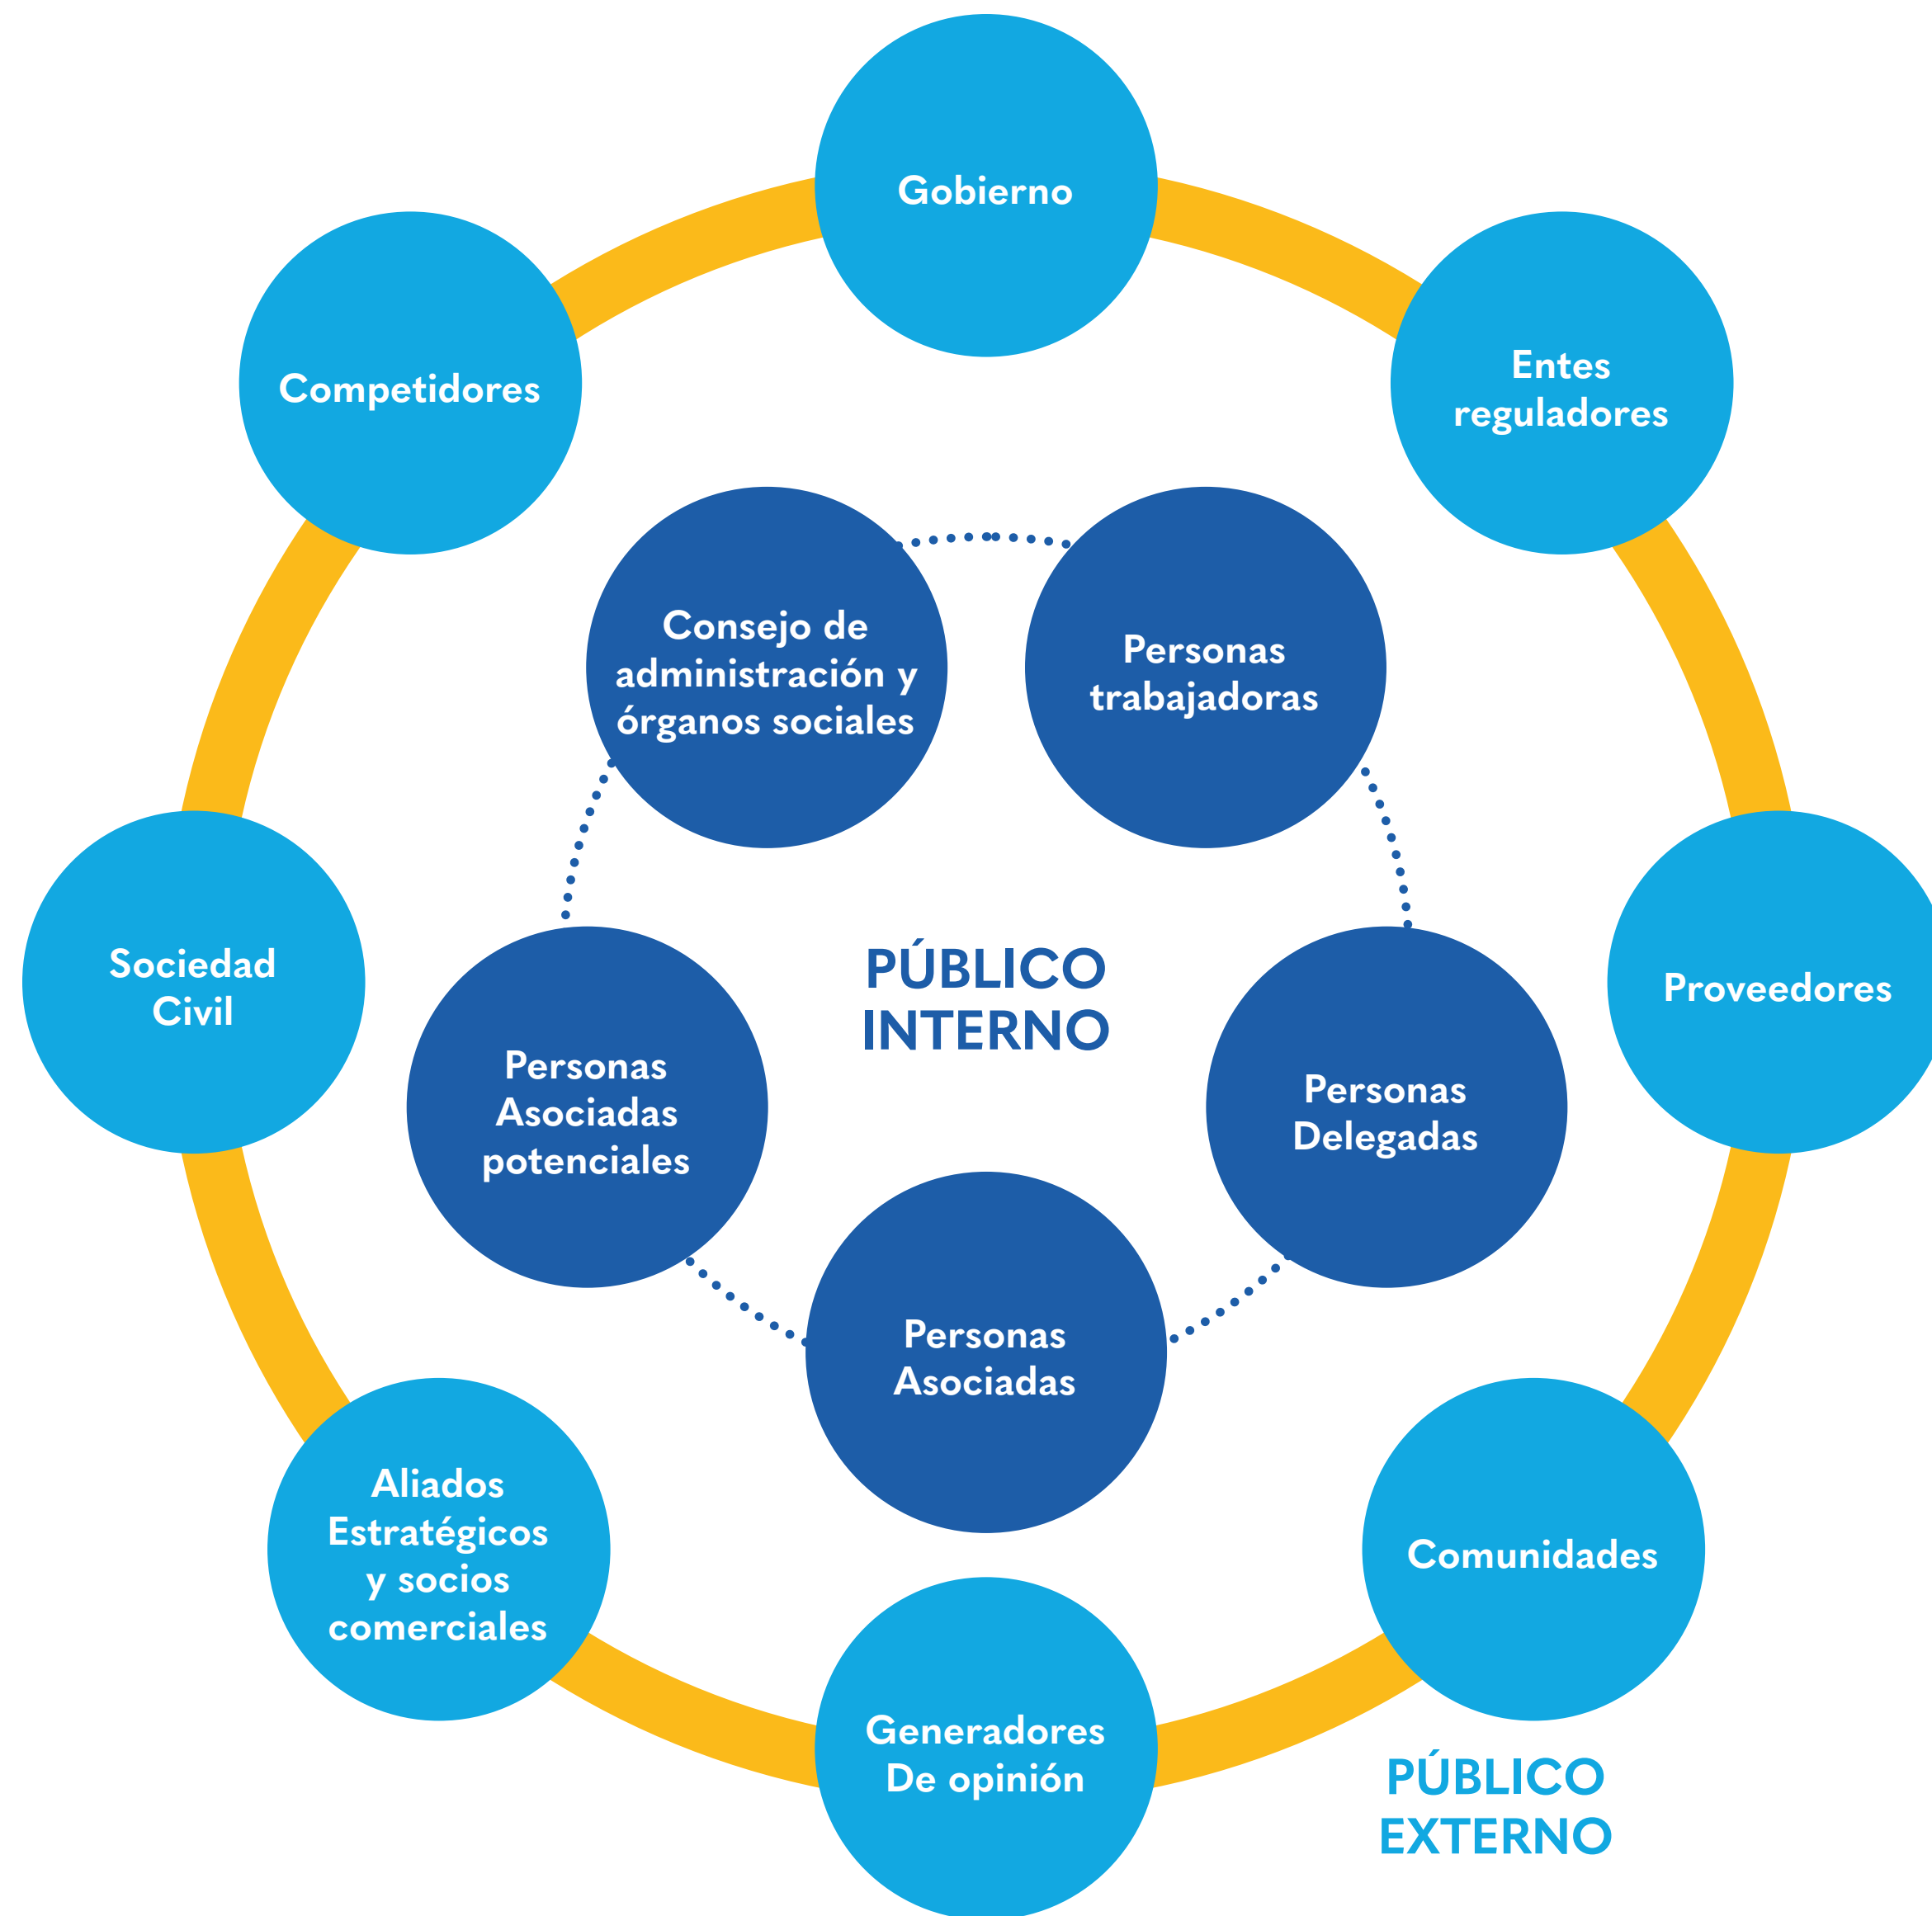 Gobierno
Competidores
Entes
reguladores
Consejo de
administración y
órganos sociales
Personas
trabajadoras
Sociedad
Civil
PÚBLICO
INTERNO
Proveedores
Personas
Asociadas
potenciales
Personas
Delegadas
Personas
Asociadas
Aliados
Estratégicos
y socios
comerciales
Comunidades
Generadores
De opinión
PÚBLICO
EXTERNO